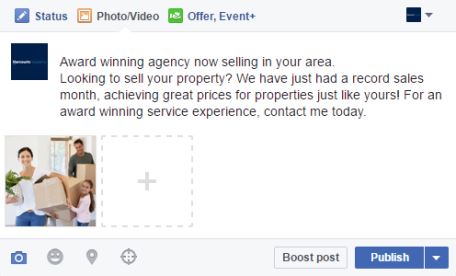 Status Photo/Video Offer, Event+
Award winning agency now selling in your area.
Looking to sell your property? We have just had a record sales
month, achieving great prices for properties just like yours! For an
award winning service experience, contact me today.
Boost post Publish